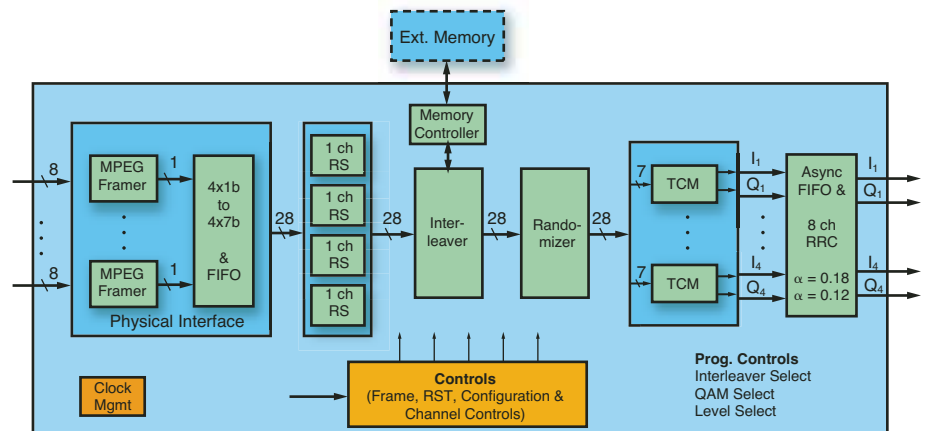 Ext. Memory
Memory
Controller
8
MPEG
Framer
1
8
MPEG
Framer
1
4x1b
to
4x7b
&
FIFO
Physical Interface
28
1 ch
RS
1 ch
RS
1 ch
RS
1 ch
RS
28
Inter-
leaver
28
Rando-
mizer
28
7
TCM
7
TCM
I1
Q1
I4
Q4
Async
FIFO &
8 ch
RRC
α = 0.18
α = 0.12
I1
Q1
I4
Q4
Clock
Mgmt
Controls
(Frame, RST, Configuration &
Channel Controls)
Prog. Controls
Interleaver Select
QAM Select
Level Select